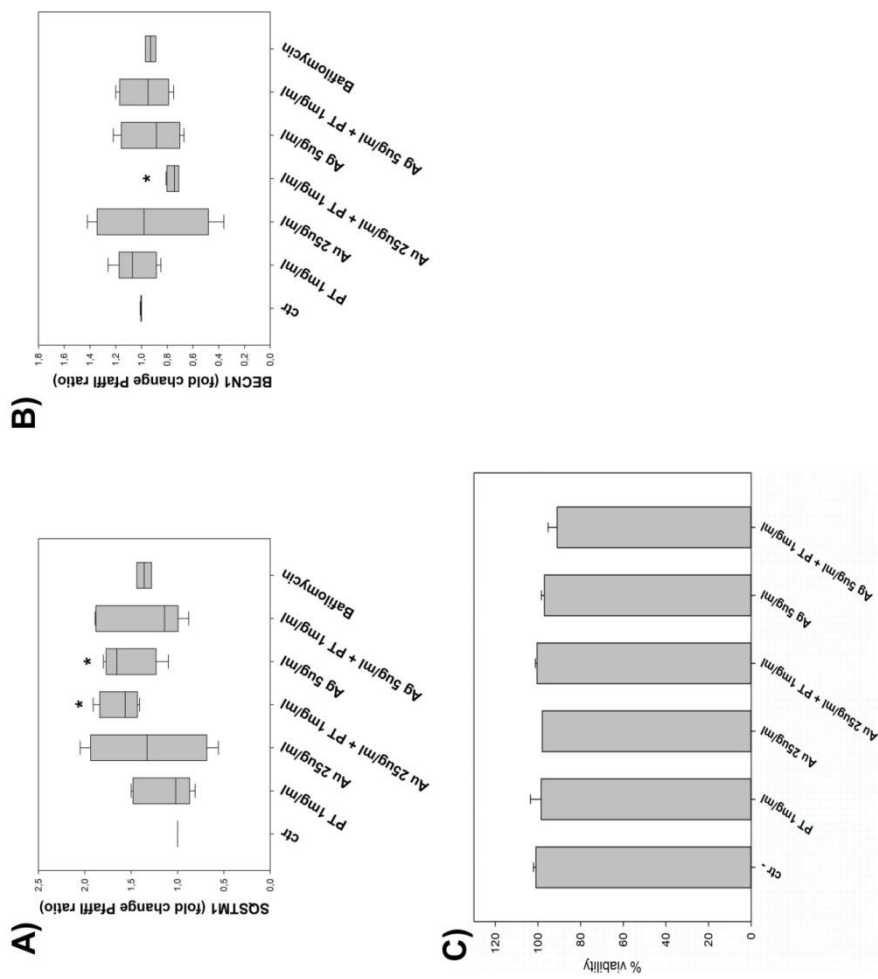 A)
SQSTM1 (fold change Pfaffl ratio)
2,5
2,0
1,5
1,0
0,5
0,0
*
*
ctr
PT 1mg/ml
Au 25ug/ml
Au 25ug/ml + PT 1mg/ml
Ag 5ug/ml
Ag 5ug/ml + PT 1mg/ml
Bafilomycin
B)
BECN1 (fold change Pfaffl ratio)
1,8
1,6
1,4
1,2
1,0
0,8
0,6
0,4
0,2
0,0
*
ctr
PT 1mg/ml
Au 25ug/ml
Au 25ug/ml + PT 1mg/ml
Ag 5ug/ml
Ag 5ug/ml + PT 1mg/ml
Bafilomycin
C)
% viability
120
100
80
60
40
20
0
ctr -
PT 1mg/ml
Au 25ug/ml
Au 25ug/ml + PT 1mg/ml
Ag 5ug/ml
Ag 5ug/ml + PT 1mg/ml